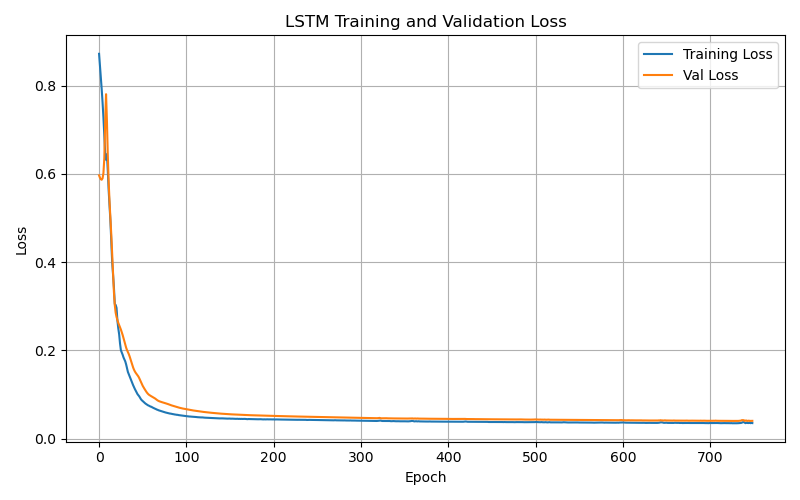 LSTM Training and Validation Loss
Training Loss
Val Loss
Loss
0.8
0.6
0.4
0.2
0.0
0 100 200 300 400 500 600 700
Epoch